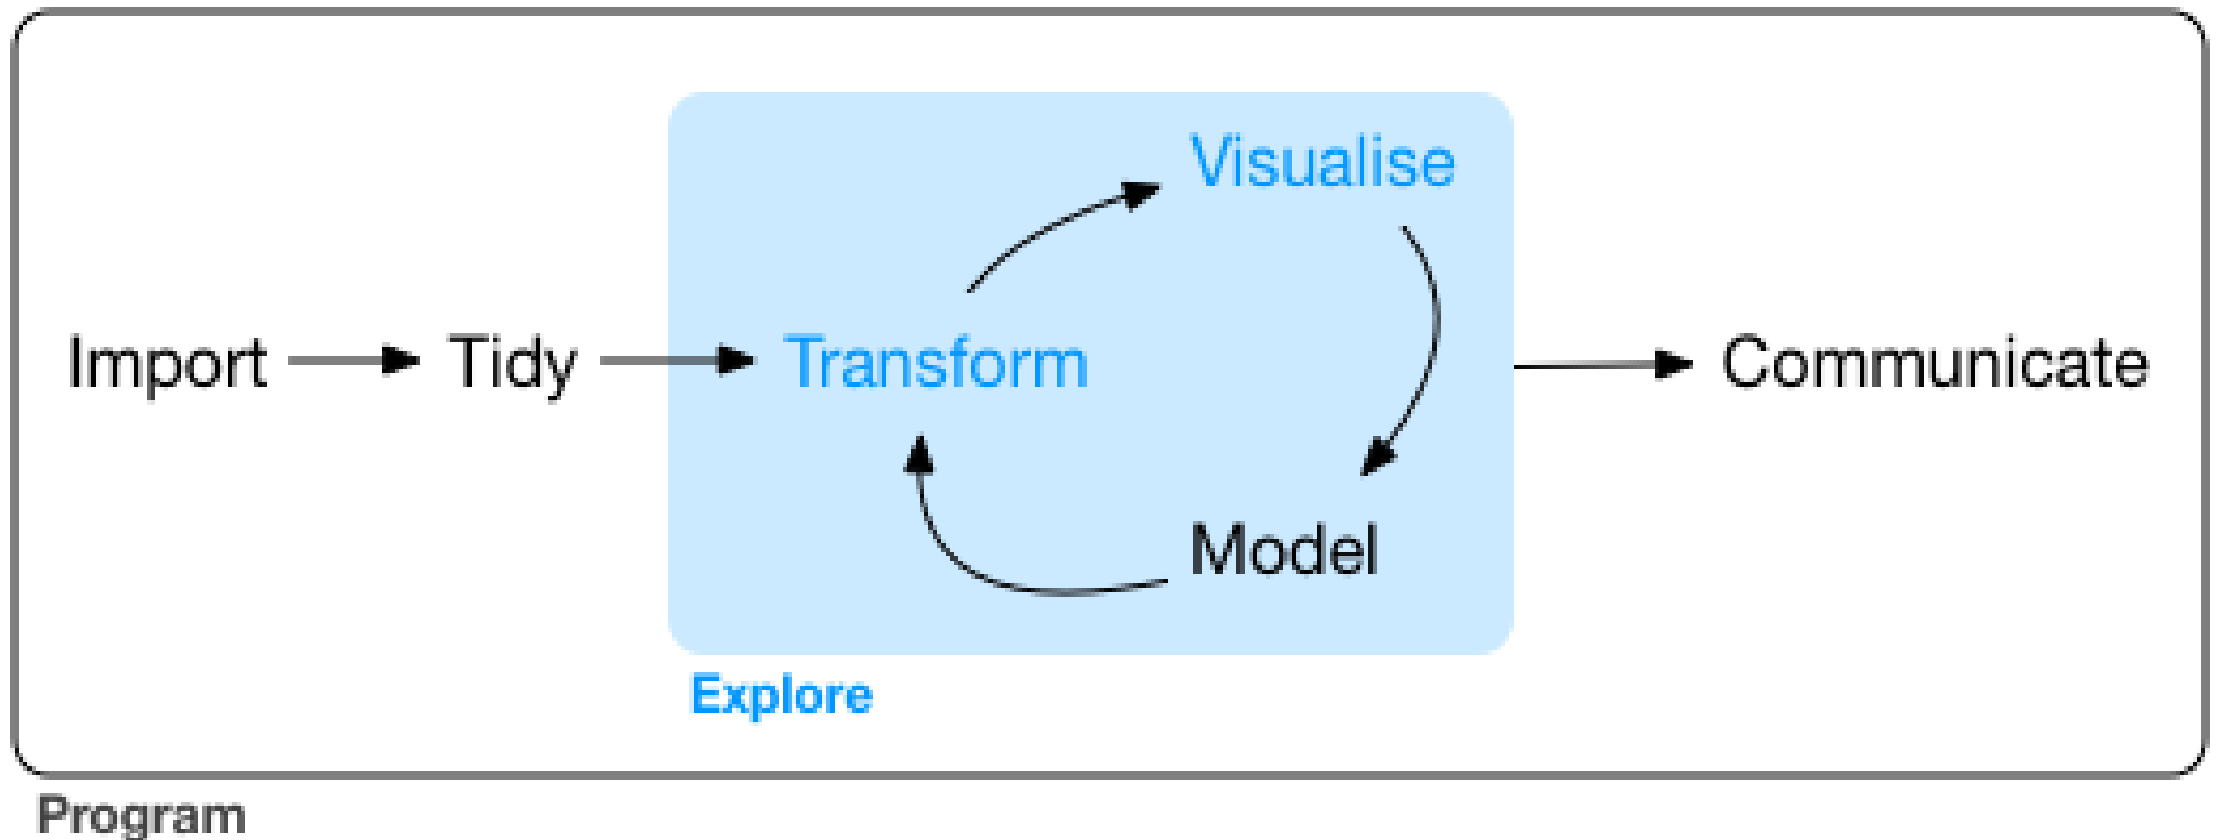 Visualise
Import Tidy Transform Communicate
Model
Explore
Program